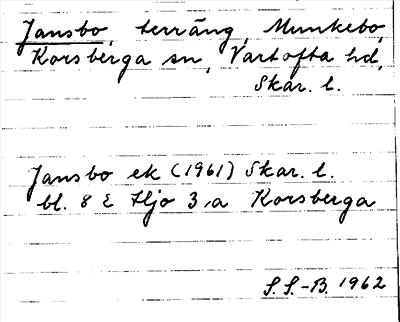 Jansbo, terräng, Munkebo,
Korsberga sn, Vartofta hd,
Skar. l.
Jansbo ek (1961) Skar. l.
bl. 8 E Hjo 3,a Korsberga
S. S.-B. 1962